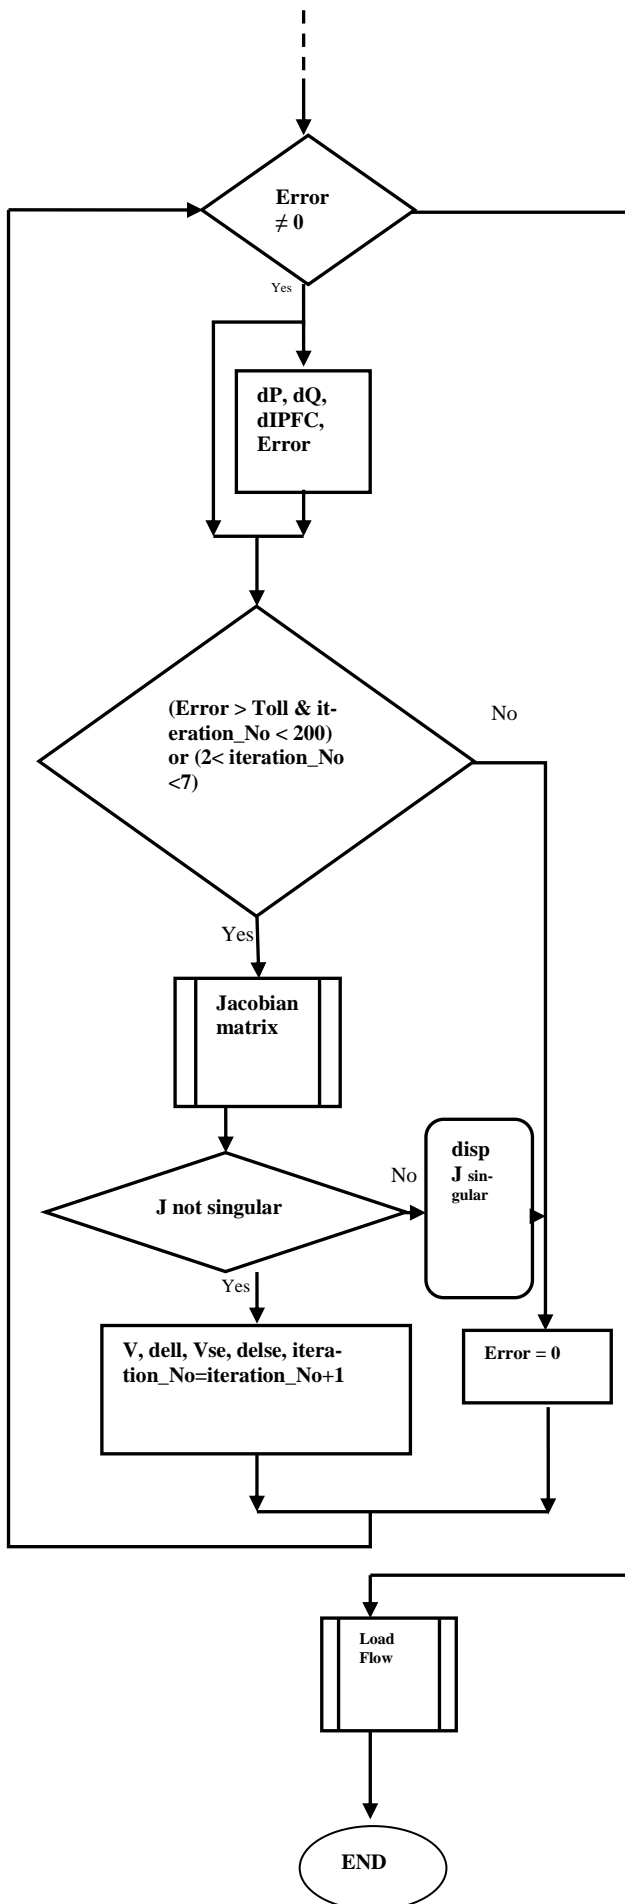 Error
≠ 0
Yes
dP, dQ,
dIPFC,
Error
(Error > Toll & it-
eration_No < 200)
or (2< iteration_No
<7)
No
Yes
Jacobian
matrix
disp
J sin-
gular
No
J not singular
Yes
V, dell, Vse, delse, itera-
tion_No=iteration_No+1
Error = 0
Load
Flow
END